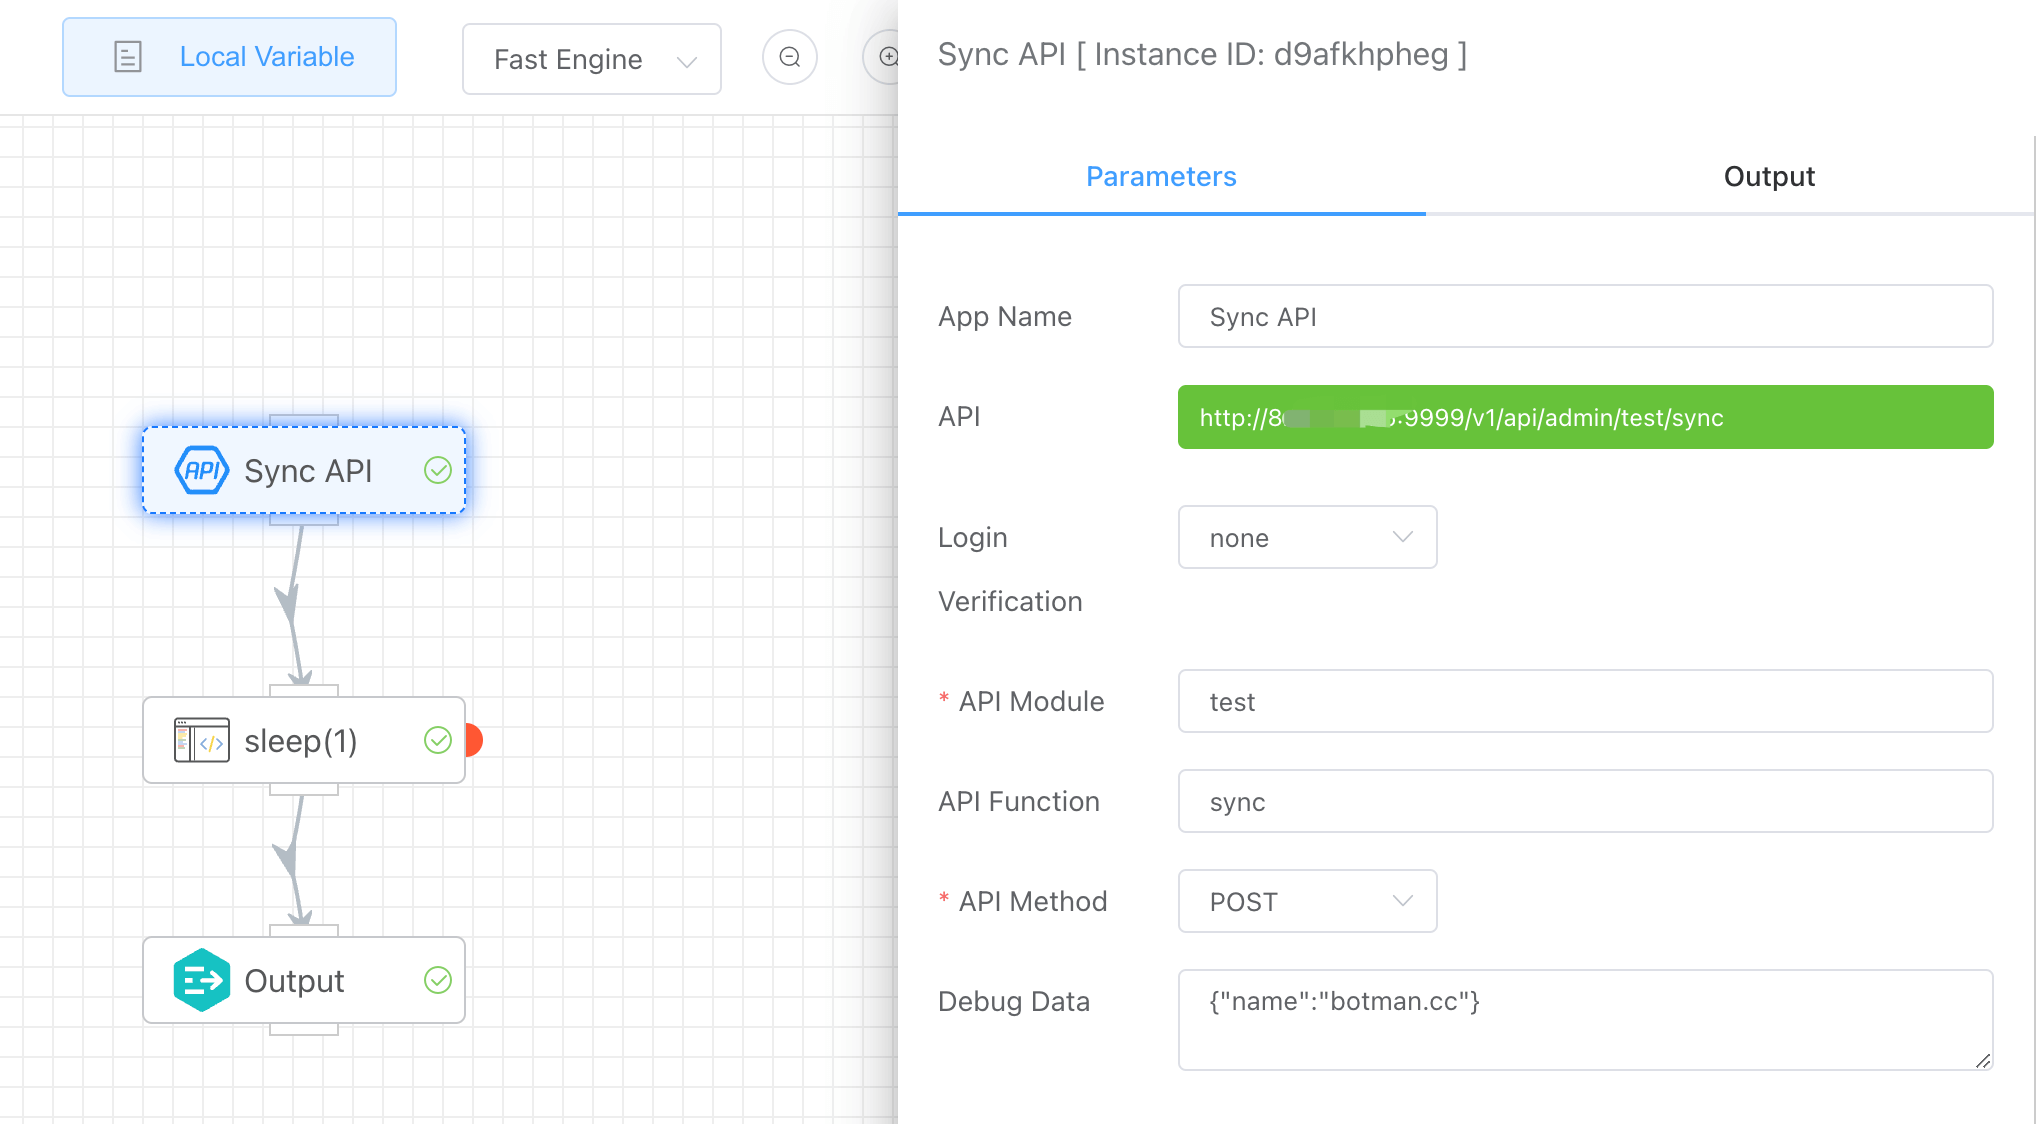 Local Variable
Fast Engine
Sync API [ Instance ID: d9afkhpheg ]
Parameters
Output
App Name
Sync API
API
http://8 :9999/v1/api/admin/test/sync
Login
Verification
none
* API Module
test
API Function
sync
* API Method
POST
Debug Data
{"name":"botman.cc"}
API
Sync API
sleep(1)
Output